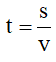 t = s/v